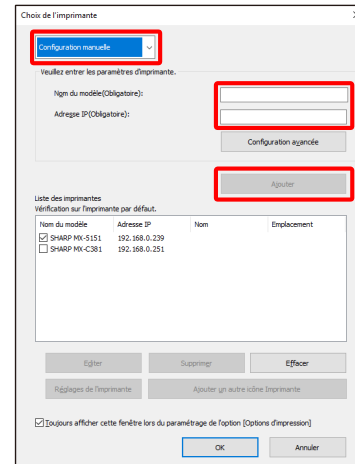 Choix de l'imprimante
Configuration manuelle
Veuillez entrer les paramètres d'imprimante.
Nom du modèle(Obligatoire):
Adresse IP(Obligatoire):
Configuration avancée
Ajouter
Liste des imprimantes
Vérification sur l'imprimante par défaut.
Nom du modèle Adresse IP Nom Emplacement
SHARP MX-5151 192.168.0.239
SHARP MX-C381 192.168.0.251
Editer Supprimer Effacer
Réglages de l'imprimante Ajouter un autre icône Imprimante
Toujours afficher cette fenêtre lors du paramétrage de l'option [Options d'impression]
OK Annuler